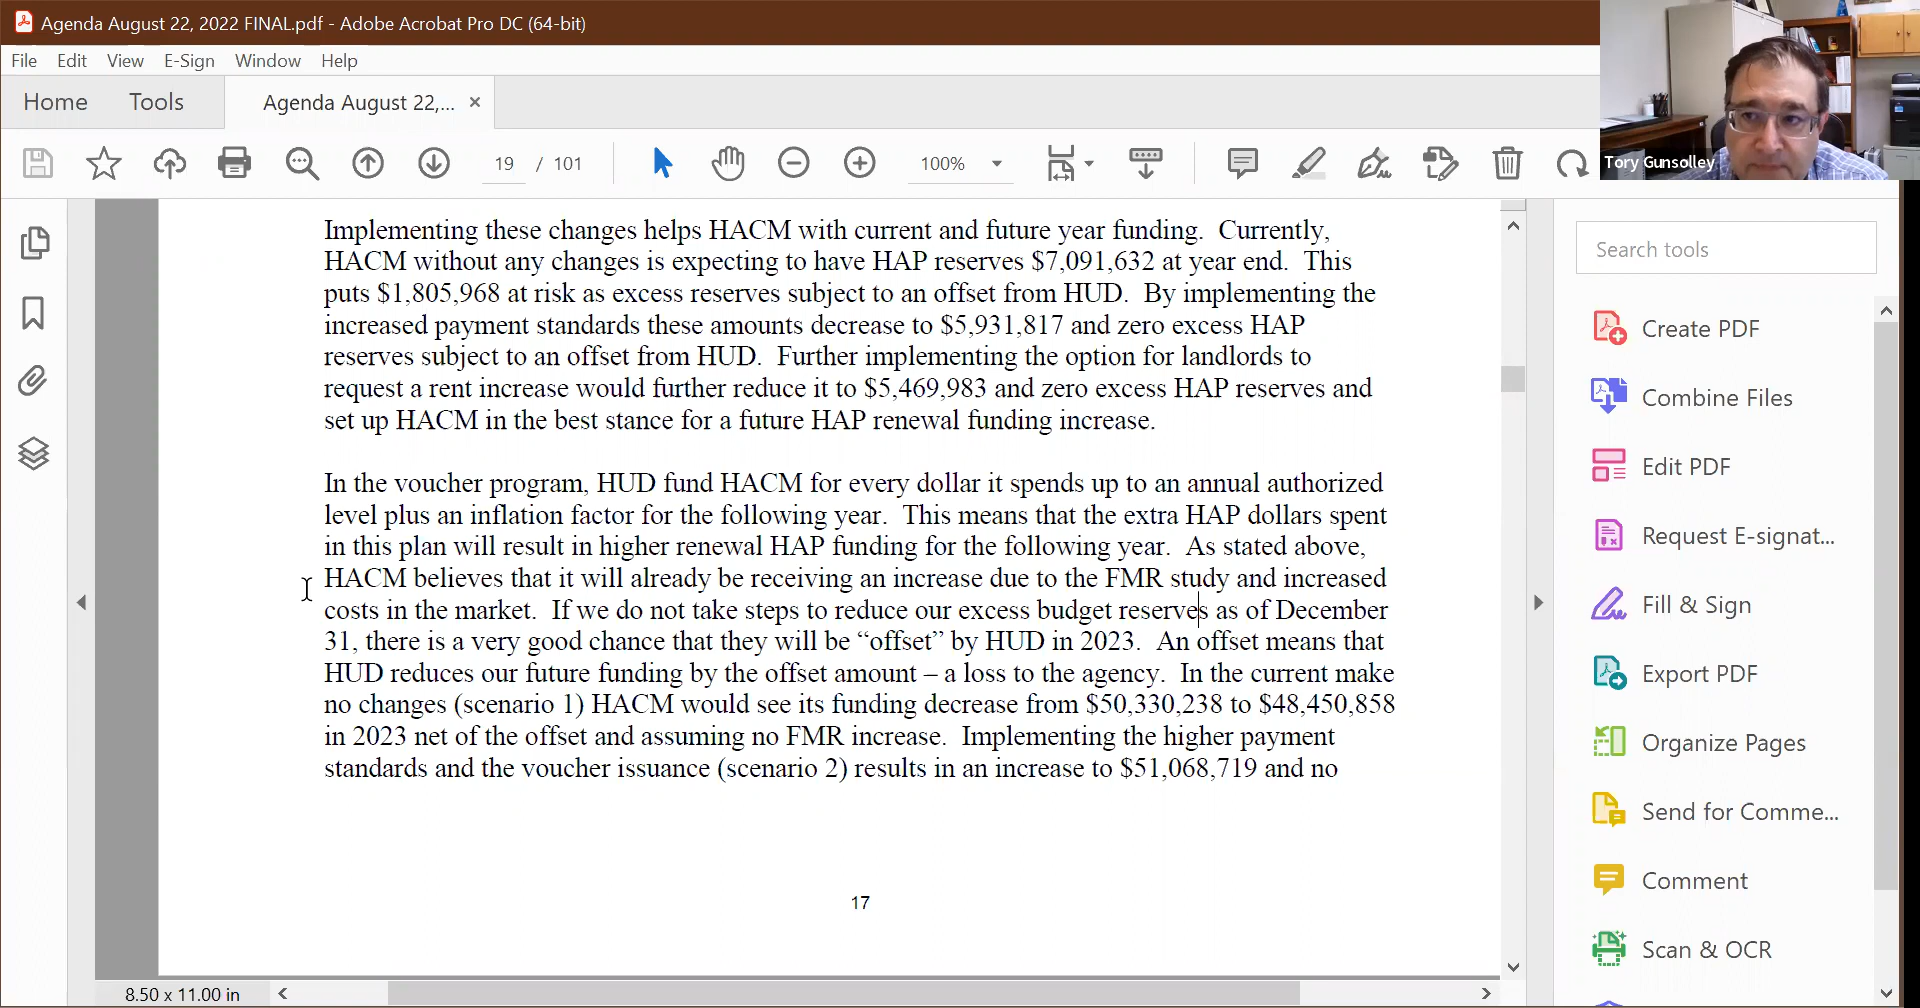 Agenda August 22, 2022 FINAL.pdf - Adobe Acrobat Pro DC (64-bit)
File Edit View E-Sign Window Help
Home Tools Agenda August 22,... ×
19 / 101 100%
Tory Gunsolley
Implementing these changes helps HACM with current and future year funding. Currently,
HACM without any changes is expecting to have HAP reserves $7,091,632 at year end. This
puts $1,805,968 at risk as excess reserves subject to an offset from HUD. By implementing the
increased payment standards these amounts decrease to $5,931,817 and zero excess HAP
reserves subject to an offset from HUD. Further implementing the option for landlords to
request a rent increase would further reduce it to $5,469,983 and zero excess HAP reserves and
set up HACM in the best stance for a future HAP renewal funding increase.
In the voucher program, HUD fund HACM for every dollar it spends up to an annual authorized
level plus an inflation factor for the following year. This means that the extra HAP dollars spent
in this plan will result in higher renewal HAP funding for the following year. As stated above,
HACM believes that it will already be receiving an increase due to the FMR study and increased
costs in the market. If we do not take steps to reduce our excess budget reserves as of December
31, there is a very good chance that they will be “offset” by HUD in 2023. An offset means that
HUD reduces our future funding by the offset amount – a loss to the agency. In the current make
no changes (scenario 1) HACM would see its funding decrease from $50,330,238 to $48,450,858
in 2023 net of the offset and assuming no FMR increase. Implementing the higher payment
standards and the voucher issuance (scenario 2) results in an increase to $51,068,719 and no
17
8.50 x 11.00 in
Search tools
Create PDF
Combine Files
Edit PDF
Request E-signat...
Fill & Sign
Export PDF
Organize Pages
Send for Comme...
Comment
Scan & OCR